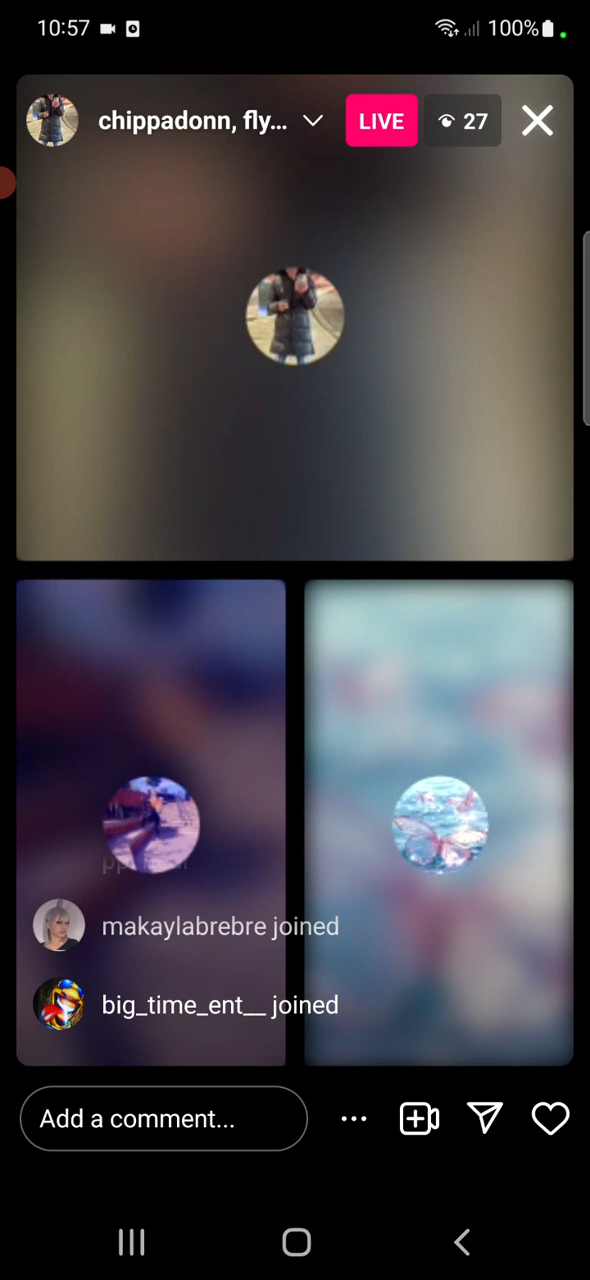 10:57
100%
chippadonn, fly...
LIVE
27
makaylabrebre joined
big_time_ent__ joined
Add a comment...